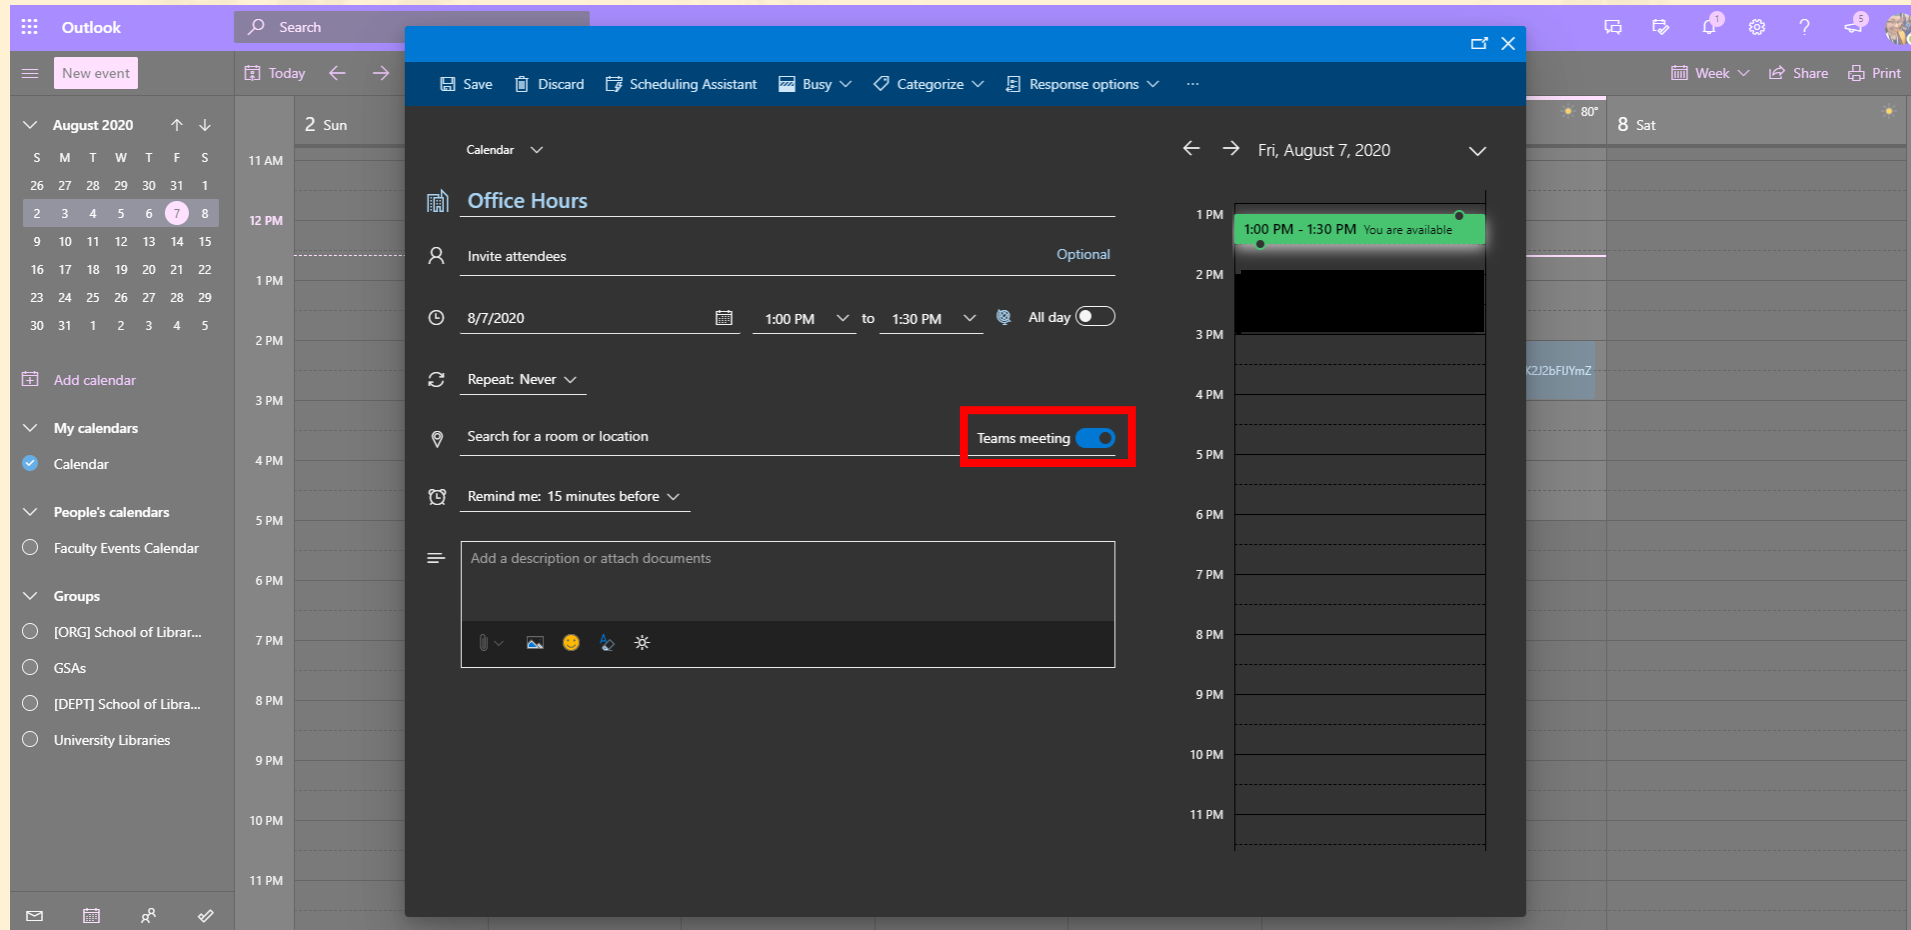 Outlook
Search
1
5
New event
Today
Week
Share
Print
Save
Discard
Scheduling Assistant
Busy
Categorize
Response options
...
August 2020
S M T W T F S
26 27 28 29 30 31 1
2 3 4 5 6 7 8
9 10 11 12 13 14 15
16 17 18 19 20 21 22
23 24 25 26 27 28 29
30 31 1 2 3 4 5
Add calendar
My calendars
Calendar
People's calendars
Faculty Events Calendar
Groups
[ORG] School of Librar...
GSAs
[DEPT] School of Libra...
University Libraries
2 Sun
11 AM
12 PM
1 PM
2 PM
3 PM
4 PM
5 PM
6 PM
7 PM
8 PM
9 PM
10 PM
11 PM
Calendar
Office Hours
Invite attendees
Optional
8/7/2020
1:00 PM to 1:30 PM
All day
Repeat: Never
Search for a room or location
Teams meeting
Remind me: 15 minutes before
Add a description or attach documents
Fri, August 7, 2020
1 PM
1:00 PM - 1:30 PM You are available
2 PM
3 PM
4 PM
5 PM
6 PM
7 PM
8 PM
9 PM
10 PM
11 PM
80°
8 Sat